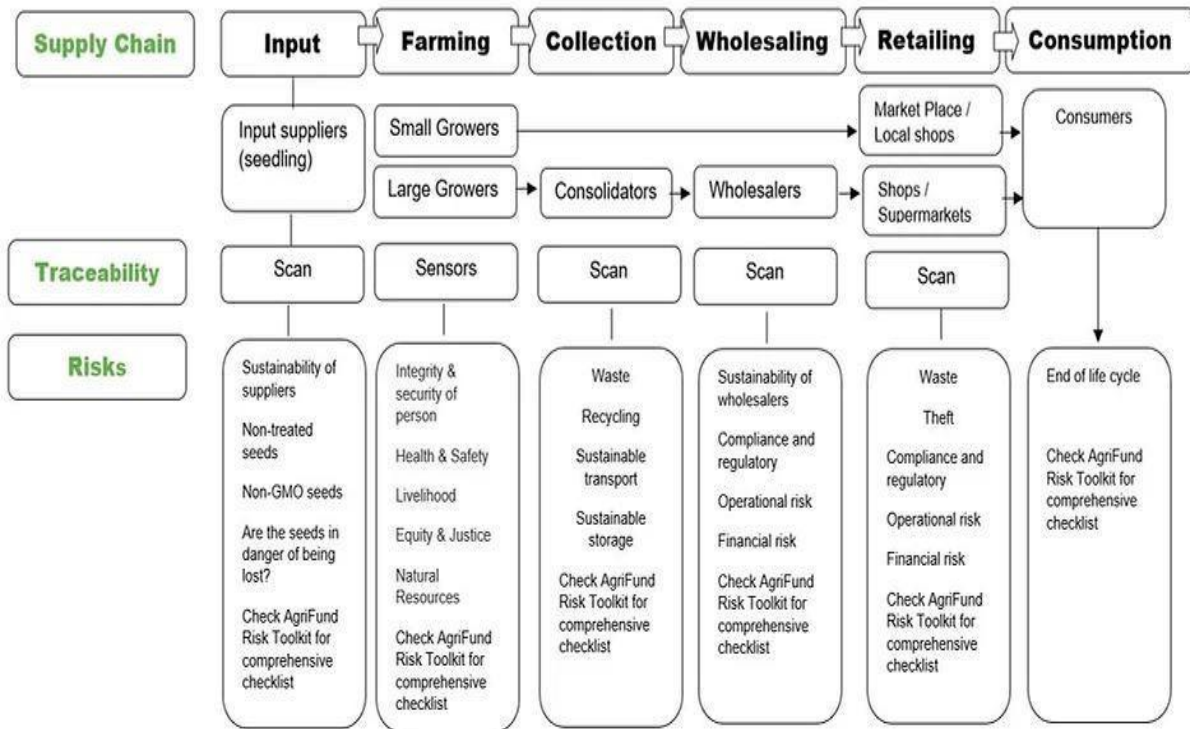 Supply Chain
Input
Farming
Collection
Wholesaling
Retailing
Consumption
Input suppliers
(seedling)
Small Growers
Market Place /
Local shops
Consumers
Large Growers
Consolidators
Wholesalers
Shops /
Supermarkets
Traceability
Scan
Sensors
Scan
Scan
Scan
Risks
Sustainability of
suppliers
Non-treated
seeds
Non-GMO seeds
Are the seeds in
danger of being
lost?
Check AgriFund
Risk Toolkit for
comprehensive
checklist
Integrity &
security of
person
Health & Safety
Livelihood
Equity & Justice
Natural
Resources
Check AgriFund
Risk Toolkit for
comprehensive
checklist
Waste
Recycling
Sustainable
transport
Sustainable
storage
Check AgriFund
Risk Toolkit for
comprehensive
checklist
Sustainability of
wholesalers
Compliance and
regulatory
Operational risk
Financial risk
Check AgriFund
Risk Toolkit for
comprehensive
checklist
Waste
Theft
Compliance and
regulatory
Operational risk
Financial risk
Check AgriFund
Risk Toolkit for
comprehensive
checklist
End of life cycle
Check AgriFund
Risk Toolkit for
comprehensive
checklist